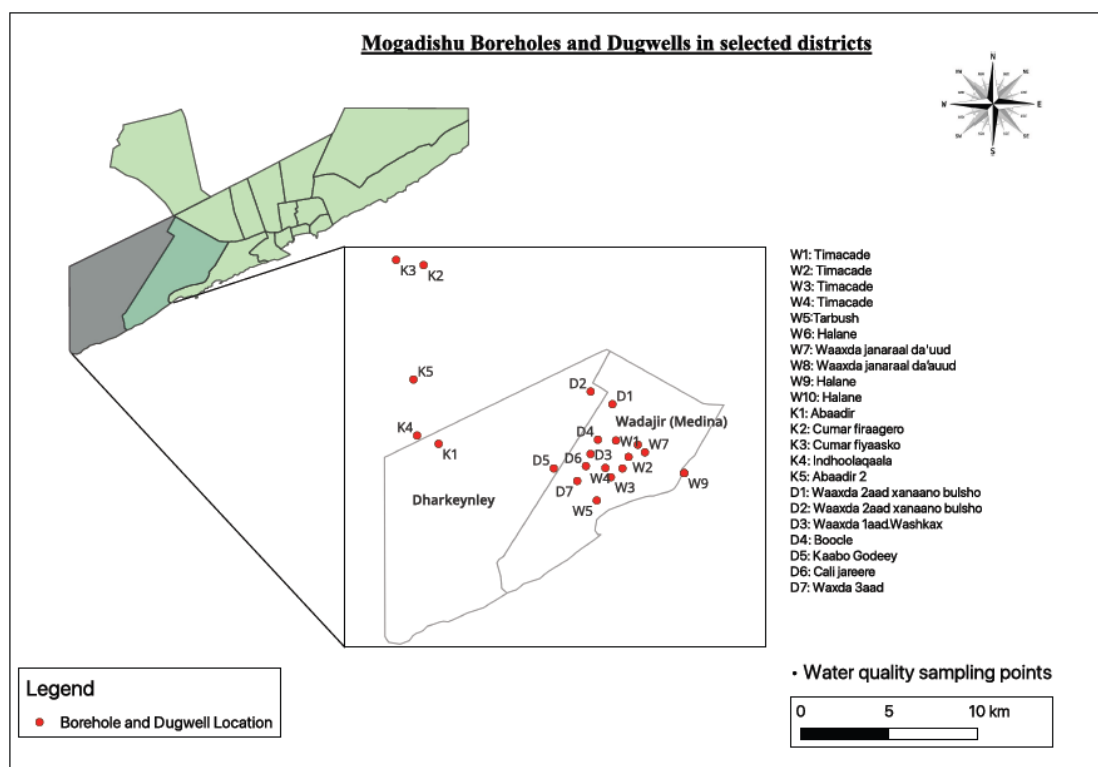 Mogadishu Boreholes and Dugwells in selected districts
N
W
E
S
W1: Timacade
W2: Timacade
W3: Timacade
W4: Timacade
W5:Tarbush
W6: Halane
W7: Waaxda janaraal da'uud
W8: Waaxda janaraal da'auud
W9: Halane
W10: Halane
K1: Abaadir
K2: Cumar firaagero
K3: Cumar fiyaasko
K4: Indhoolaqaala
K5: Abaadir 2
D1: Waaxda 2aad xanaano bulsho
D2: Waaxda 2aad xanaano bulsho
D3: Waaxda 1aad.Washkax
D4: Boocle
D5: Kaabo Godeey
D6: Cali jareere
D7: Waxda 3aad
K3
K2
K5
K4
K1
D2
D1
Wadajir (Medina)
D4
W1
W7
D3
D6
D5
W4
W2
D7
W3
W9
W5
Dharkeynley
Legend
Borehole and Dugwell Location
• Water quality sampling points
0 5 10 km